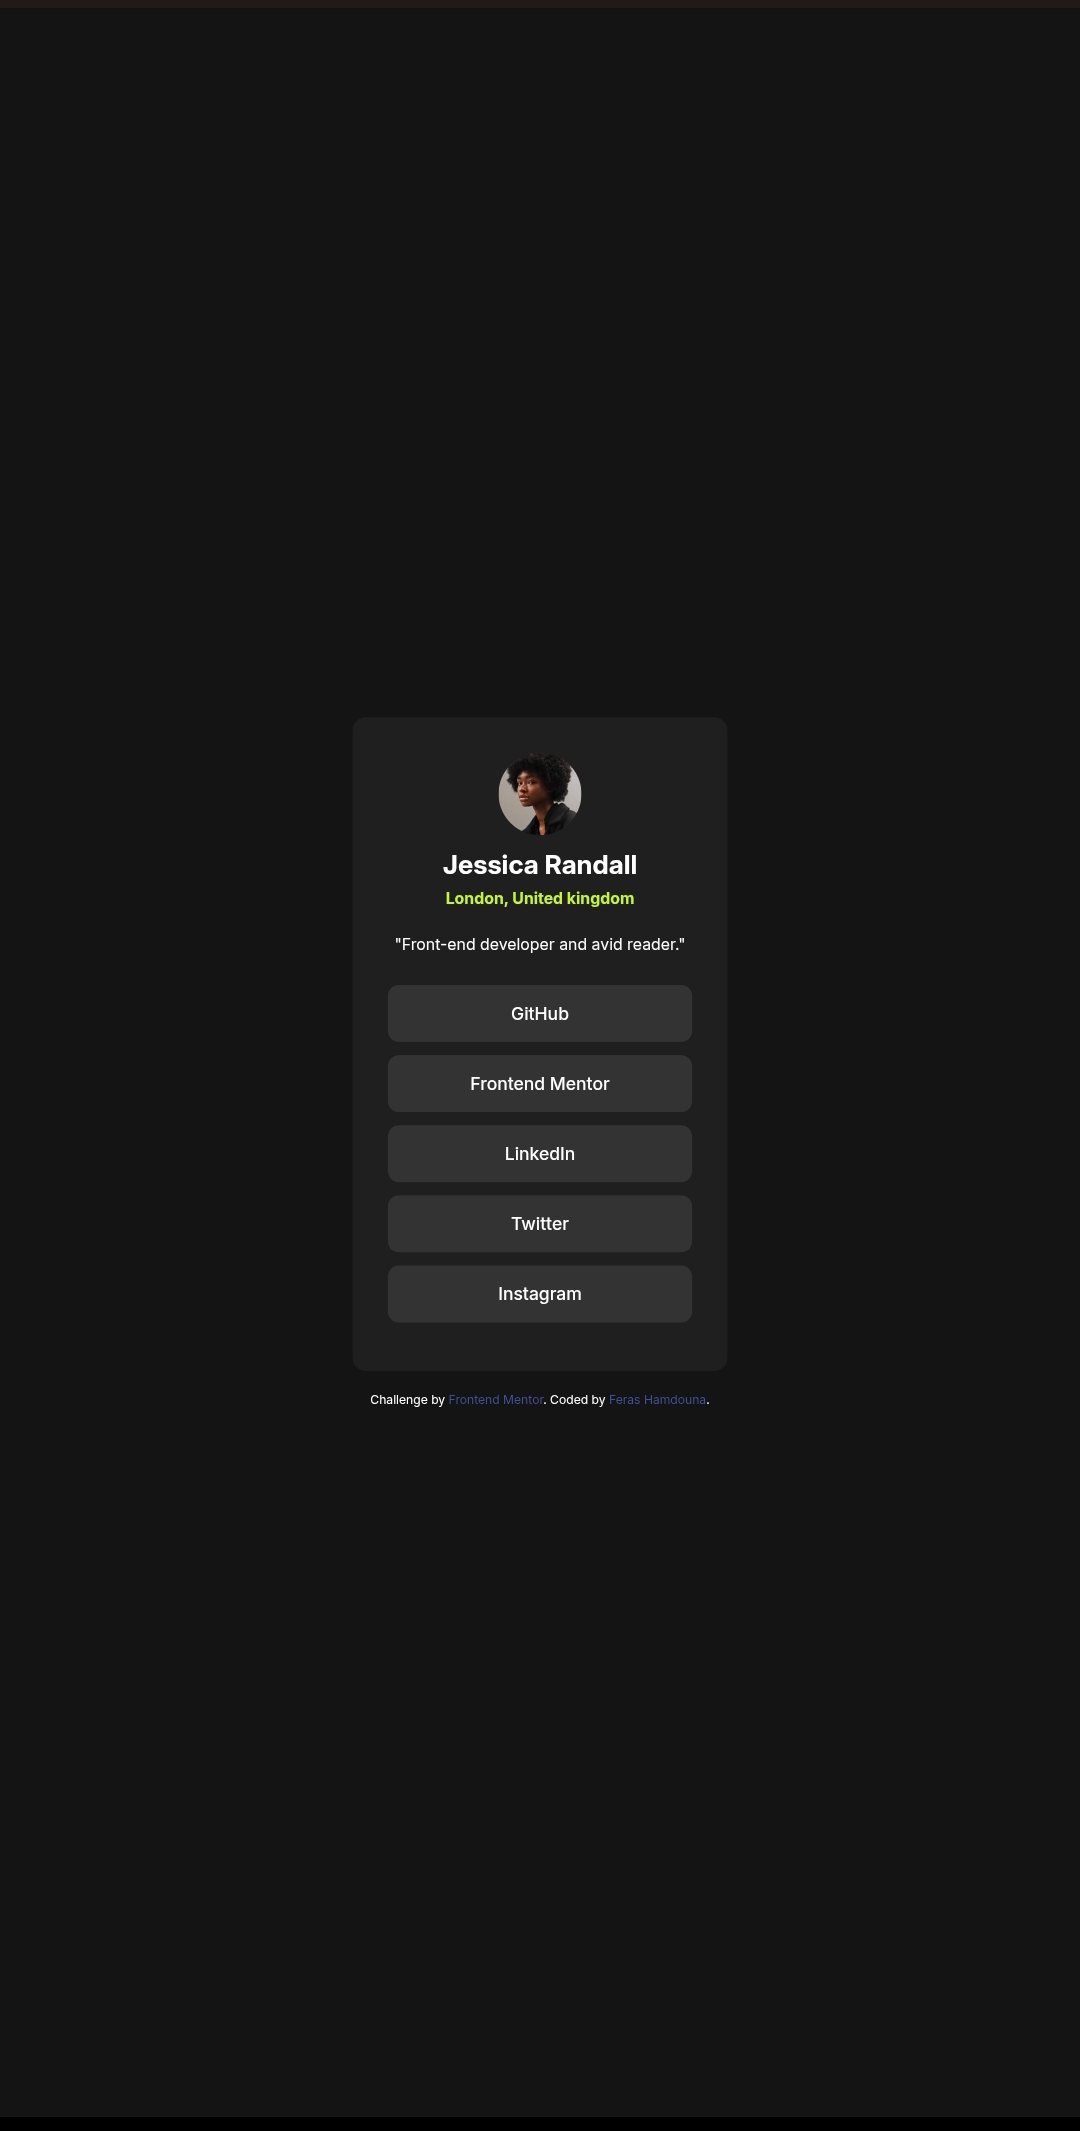 Jessica Randall
London, United kingdom
"Front-end developer and avid reader."
GitHub
Frontend Mentor
LinkedIn
Twitter
Instagram
Challenge by Frontend Mentor. Coded by Feras Hamdouna.